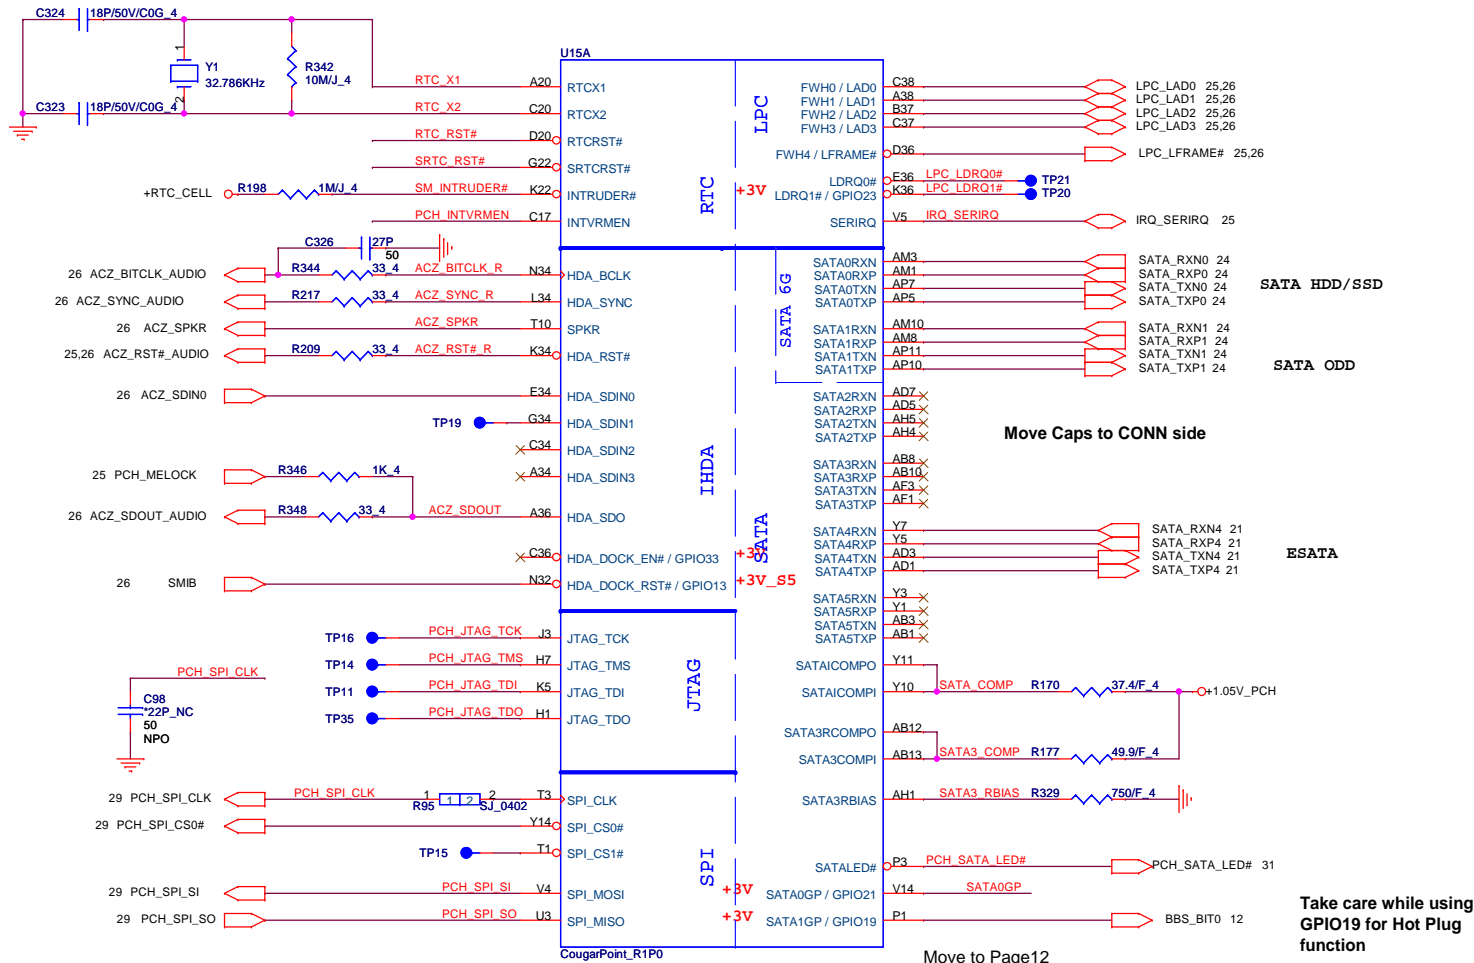 C324 18P/50V/C0G_4
Y1
32.786KHz
1
2
R342
10M/J_4
C323 18P/50V/C0G_4
U15A
RTC_X1 A20 RTCX1
RTC_X2 C20 RTCX2
RTC_RST# D20 RTCRST#
SRTC_RST# G22 SRTCRST#
+RTC_CELL R198 1M/J_4 SM_INTRUDER# K22 INTRUDER#
PCH_INTVRMEN C17 INTVRMEN
RTC
LPC
+3V
FWH0 / LAD0 C38 LPC_LAD0 25,26
FWH1 / LAD1 A38 LPC_LAD1 25,26
FWH2 / LAD2 B37 LPC_LAD2 25,26
FWH3 / LAD3 C37 LPC_LAD3 25,26
FWH4 / LFRAME# D36 LPC_LFRAME# 25,26
LDRQ0# E36 LPC_LDRQ0# TP21
LDRQ1# / GPIO23 K36 LPC_LDRQ1# TP20
SERIRQ V5 IRQ_SERIRQ IRQ_SERIRQ 25
C326 27P
50
26 ACZ_BITCLK_AUDIO R344 33_4 ACZ_BITCLK_R N34 HDA_BCLK
26 ACZ_SYNC_AUDIO R217 33_4 ACZ_SYNC_R L34 HDA_SYNC
26 ACZ_SPKR ACZ_SPKR T10 SPKR
25,26 ACZ_RST#_AUDIO R209 33_4 ACZ_RST#_R K34 HDA_RST#
26 ACZ_SDIN0 E34 HDA_SDIN0
TP19 G34 HDA_SDIN1
C34 HDA_SDIN2
A34 HDA_SDIN3
25 PCH_MELOCK R346 1K_4
26 ACZ_SDOUT_AUDIO R348 33_4 ACZ_SDOUT A36 HDA_SDO
C36 HDA_DOCK_EN# / GPIO33 +3V
26 SMIB N32 HDA_DOCK_RST# / GPIO13 +3V_S5
IHDA
SATA
SATA 6G
SATA0RXN AM3 SATA_RXN0 24
SATA0RXP AM1 SATA_RXP0 24
SATA0TXN AP7 SATA_TXN0 24
SATA0TXP AP5 SATA_TXP0 24
SATA HDD/SSD
SATA1RXN AM10 SATA_RXN1 24
SATA1RXP AM8 SATA_RXP1 24
SATA1TXN AP11 SATA_TXN1 24
SATA1TXP AP10 SATA_TXP1 24
SATA ODD
SATA2RXN AD7
SATA2RXP AD5
SATA2TXN AH5
SATA2TXP AH4
Move Caps to CONN side
SATA3RXN AB8
SATA3RXP AB10
SATA3TXN AF3
SATA3TXP AF1
SATA4RXN Y7 SATA_RXN4 21
SATA4RXP Y5 SATA_RXP4 21
SATA4TXN AD3 SATA_TXN4 21
SATA4TXP AD1 SATA_TXP4 21
ESATA
SATA5RXN Y3
SATA5RXP Y1
SATA5TXN AB3
SATA5TXP AB1
TP16 PCH_JTAG_TCK J3 JTAG_TCK
TP14 PCH_JTAG_TMS H7 JTAG_TMS
TP11 PCH_JTAG_TDI K5 JTAG_TDI
TP35 PCH_JTAG_TDO H1 JTAG_TDO
JTAG
PCH_SPI_CLK
C98
*22P_NC
50
NPO
SATAICOMPO Y11
SATAICOMPI Y10 SATA_COMP R170 37.4/F_4 +1.05V_PCH
SATA3RCOMPO AB12
SATA3COMPI AB13 SATA3_COMP R177 49.9/F_4
SATA3RBIAS AH1 SATA3_RBIAS R329 750/F_4
29 PCH_SPI_CLK PCH_SPI_CLK 1 1 2 2 T3 SPI_CLK
R95 SJ_0402
29 PCH_SPI_CS0# Y14 SPI_CS0#
TP15 T1 SPI_CS1#
29 PCH_SPI_SI PCH_SPI_SI V4 SPI_MOSI
29 PCH_SPI_SO PCH_SPI_SO U3 SPI_MISO
SPI
SATALED# P3 PCH_SATA_LED# PCH_SATA_LED# 31
+3V SATA0GP / GPIO21 V14 SATA0GP
+3V SATA1GP / GPIO19 P1 BBS_BIT0 12
CougarPoint_R1P0
Move to Page12
Take care while using
GPIO19 for Hot Plug
function